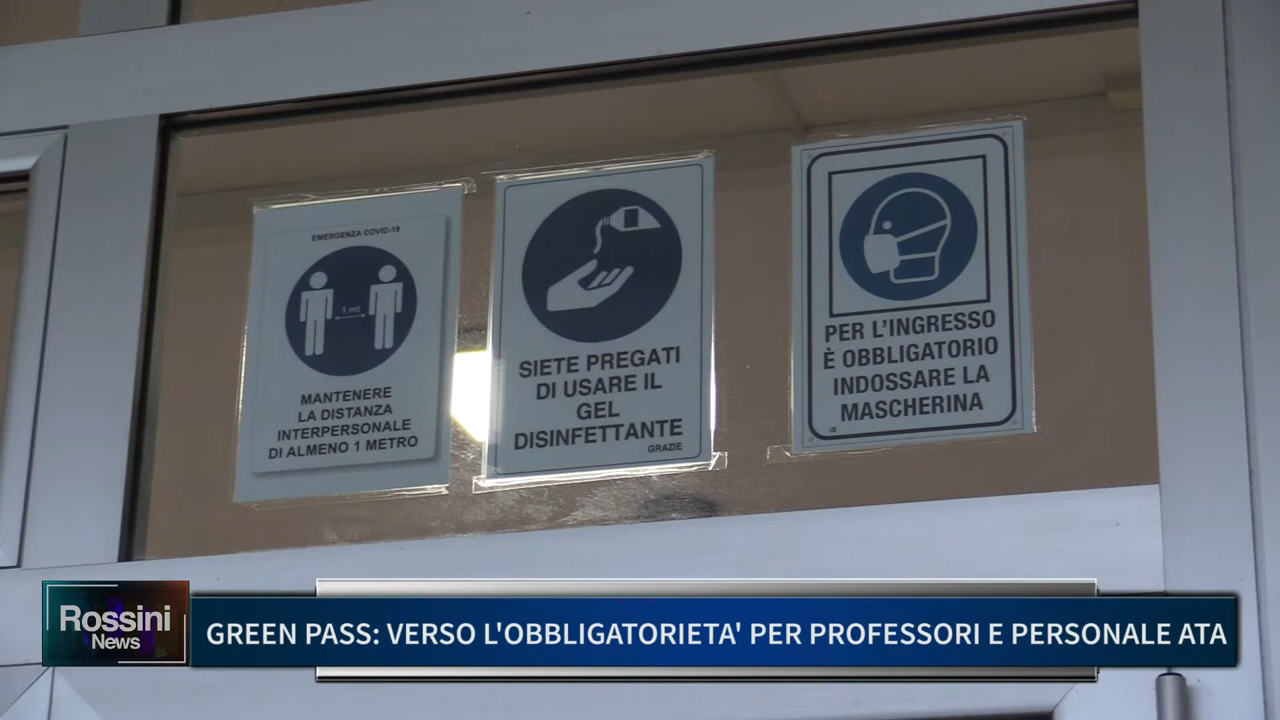 EMERGENZA COVID-19
1 mt
MANTENERE
LA DISTANZA
INTERPERSONALE
DI ALMENO 1 METRO
SIETE PREGATI
DI USARE IL
GEL
DISINFETTANTE
GRAZIE
PER L'INGRESSO
È OBBLIGATORIO
INDOSSARE LA
MASCHERINA
Rossini
News
GREEN PASS: VERSO L'OBBLIGATORIETA' PER PROFESSORI E PERSONALE ATA